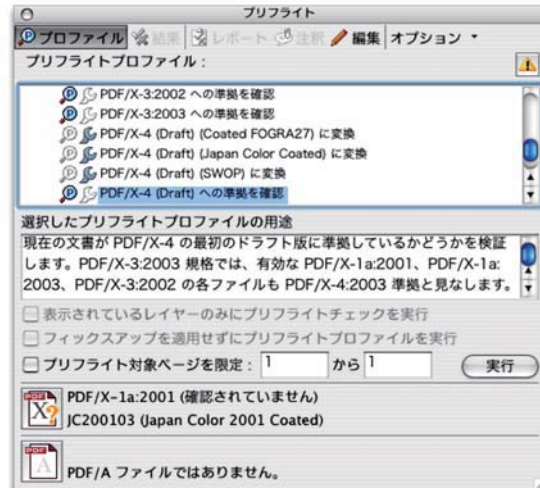 プリフライト
プロファイル 結果 レポート 注釈 編集 オプション
プリフライトプロファイル：
PDF/X-3:2002 への準拠を確認
PDF/X-3:2003 への準拠を確認
PDF/X-4 (Draft) (Coated FOGRA27) に変換
PDF/X-4 (Draft) (Japan Color Coated) に変換
PDF/X-4 (Draft) (SWOP) に変換
PDF/X-4 (Draft) への準拠を確認
選択したプリフライトプロファイルの用途
現在の文書が PDF/X-4 の最初のドラフト版に準拠しているかどうかを検証
します。PDF/X-3:2003 規格では、有効な PDF/X-1a:2001、PDF/X-1a:
2003、PDF/X-3:2002 の各ファイルも PDF/X-4:2003 準拠と見なします。
表示されているレイヤーのみにプリフライトチェックを実行
フィックスアップを適用せずにプリフライトプロファイルを実行
プリフライト対象ページを限定： 1 から 1 実行
PDF/X-1a:2001 (確認されていません)
JC200103 (Japan Color 2001 Coated)
PDF/A ファイルではありません。